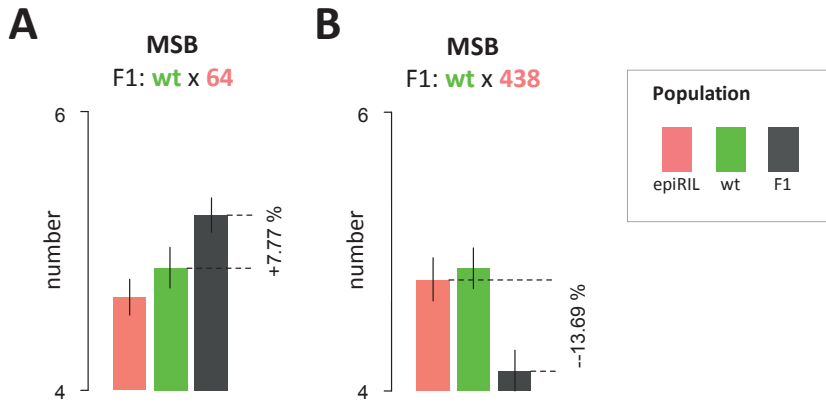 A
MSB
F1: wt x 64
6
number
4
+7.77 %
B
MSB
F1: wt x 438
6
number
4
--13.69 %
Population
epiRIL wt F1